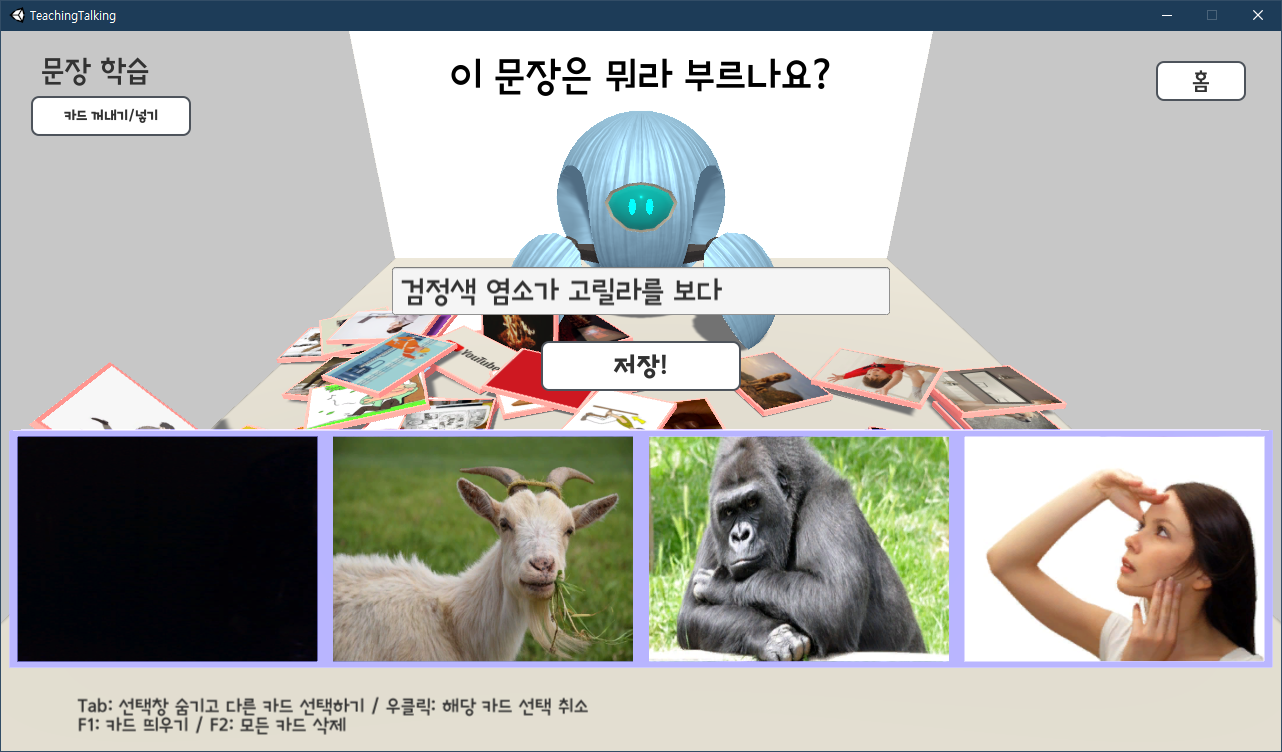 TeachingTalking
문장 학습
카드 꺼내기/넣기
이 문장은 뭐라 부르나요?
홈
검정색 염소가 고릴라를 보다
YouTube
저장!
Tab: 선택창 숨기고 다른 카드 선택하기 / 우클릭: 해당 카드 선택 취소
F1: 카드 띄우기 / F2: 모든 카드 삭제